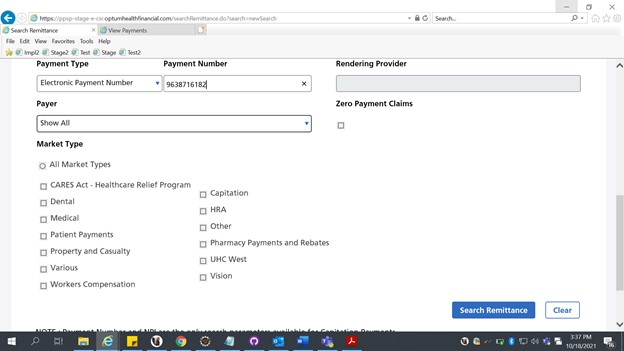 https://ppsp-stage-e-car.optumhealthfinancial.com/searchRemittance.do?search=newSearch
Search...
Search Remittance
View Payments
File Edit View Favorites Tools Help
Impl2 Stage2 Test Stage Test2
Payment Type Payment Number Rendering Provider
Electronic Payment Number 9638716182
Payer Zero Payment Claims
Show All
Market Type
All Market Types
CARES Act - Healthcare Relief Program
Dental
Medical
Patient Payments
Property and Casualty
Various
Workers Compensation
Capitation
HRA
Other
Pharmacy Payments and Rebates
UHC West
Vision
Search Remittance Clear
NOTE : Payment Number and NPI are the only search parameters available for Capitation Payments
3:37 PM
10/18/2021